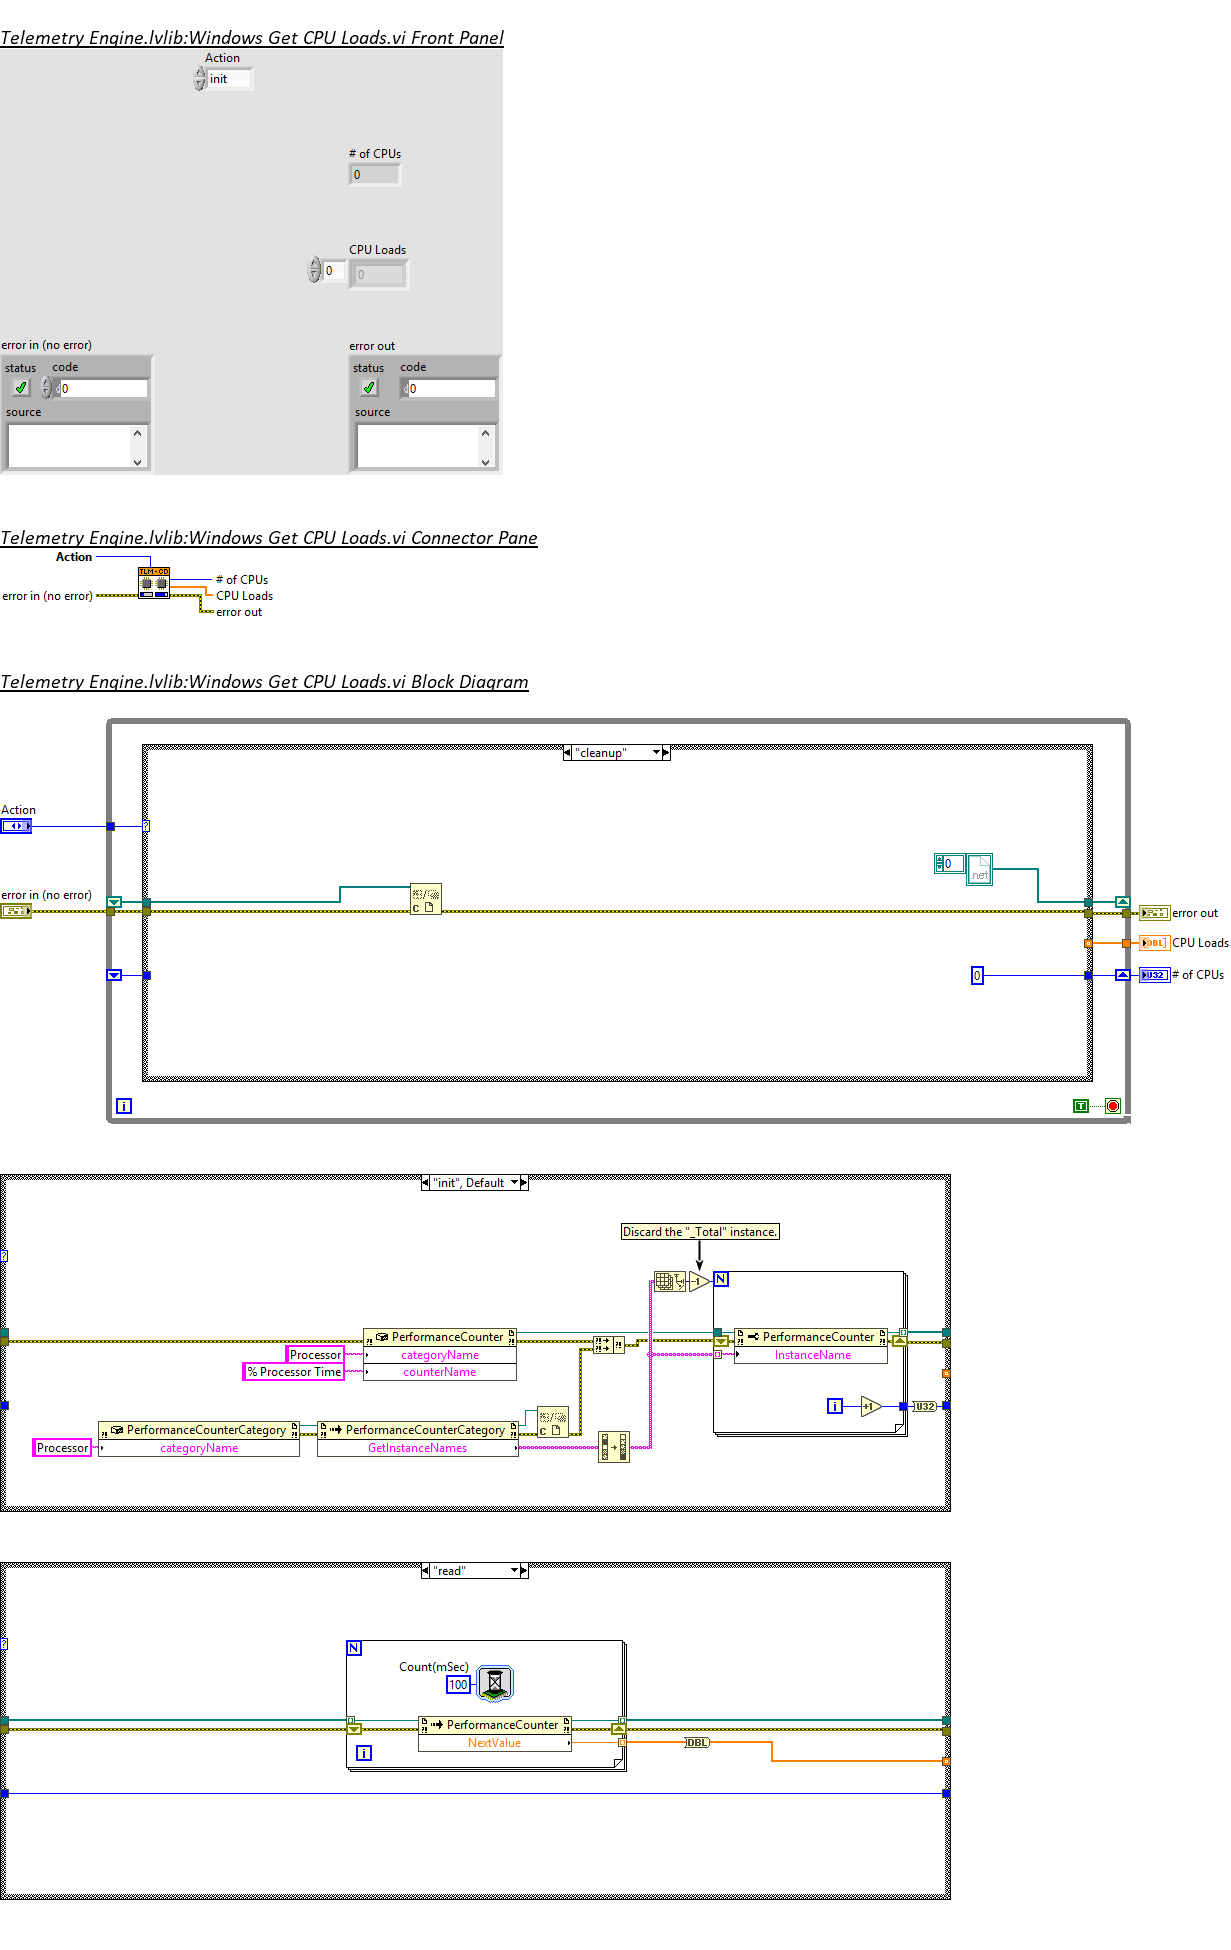 Telemetry Engine.lvlib:Windows Get CPU Loads.vi Front Panel
Action
init
# of CPUs
0
CPU Loads
0
0
error in (no error)
status code
0
source
error out
status code
0
source
Telemetry Engine.lvlib:Windows Get CPU Loads.vi Connector Pane
Action
TLM-CD
error in (no error)
# of CPUs
CPU Loads
error out
Telemetry Engine.lvlib:Windows Get CPU Loads.vi Block Diagram
"cleanup"
Action
?
error in (no error)
C
0
.net
0
error out
DBL]
CPU Loads
U32
# of CPUs
i
T
"init", Default
?
Discard the "_Total" instance.
-1
N
PerformanceCounter
categoryName
counterName
Processor
% Processor Time
PerformanceCounter
InstanceName
i
+1
U32
Processor
PerformanceCounterCategory
categoryName
PerformanceCounterCategory
GetInstanceNames
C
"read"
?
N
Count(mSec)
100
PerformanceCounter
NextValue
i
DBL